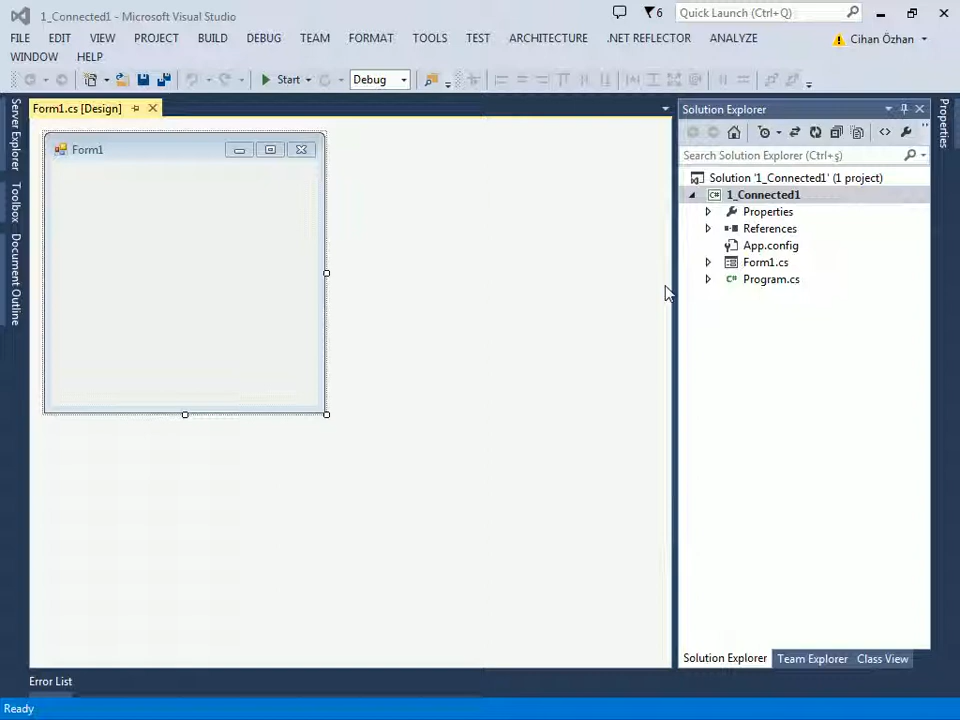 1_Connected1 - Microsoft Visual Studio
6
Quick Launch (Ctrl+Q)
FILE EDIT VIEW PROJECT BUILD DEBUG TEAM FORMAT TOOLS TEST ARCHITECTURE .NET REFLECTOR ANALYZE
Cihan Özhan
WINDOW HELP
Start
Debug
Form1.cs [Design]
Form1
Server Explorer
Toolbox
Document Outline
Solution Explorer
Search Solution Explorer (Ctrl+ş)
Solution '1_Connected1' (1 project)
1_Connected1
Properties
References
App.config
Form1.cs
Program.cs
Properties
Solution Explorer Team Explorer Class View
Error List
Ready